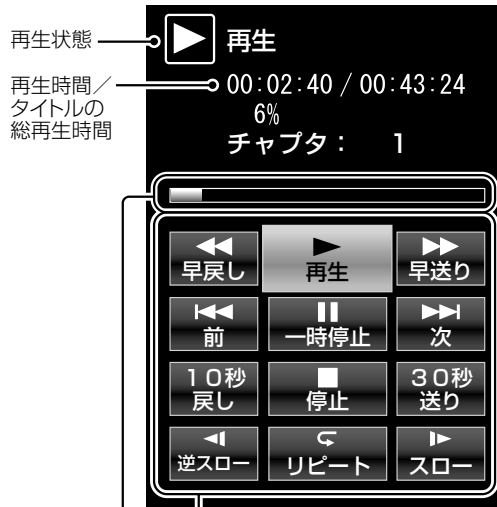 再生状態
再生
再生時間／
タイトルの
総再生時間
00:02:40 / 00:43:24
6%
チャプタ： 1
早戻し
再生
早送り
前
一時停止
次
10秒
戻し
停止
30秒
送り
逆スロー
リピート
スロー